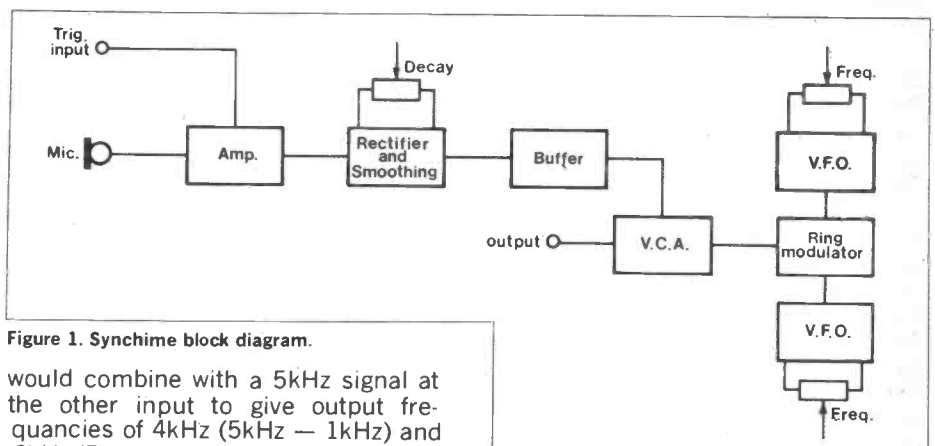 Trig.
input
Mic.
Amp.
Decay
Rectifier
and
Smoothing
Buffer
output
V.C.A.
Freq.
V.F.O.
Ring
modulator
V.F.O.
Freq.
Figure 1. Synchime block diagram.
would combine with a 5kHz signal at
the other input to give output fre-
quancies of 4kHz (5kHz — 1kHz) and